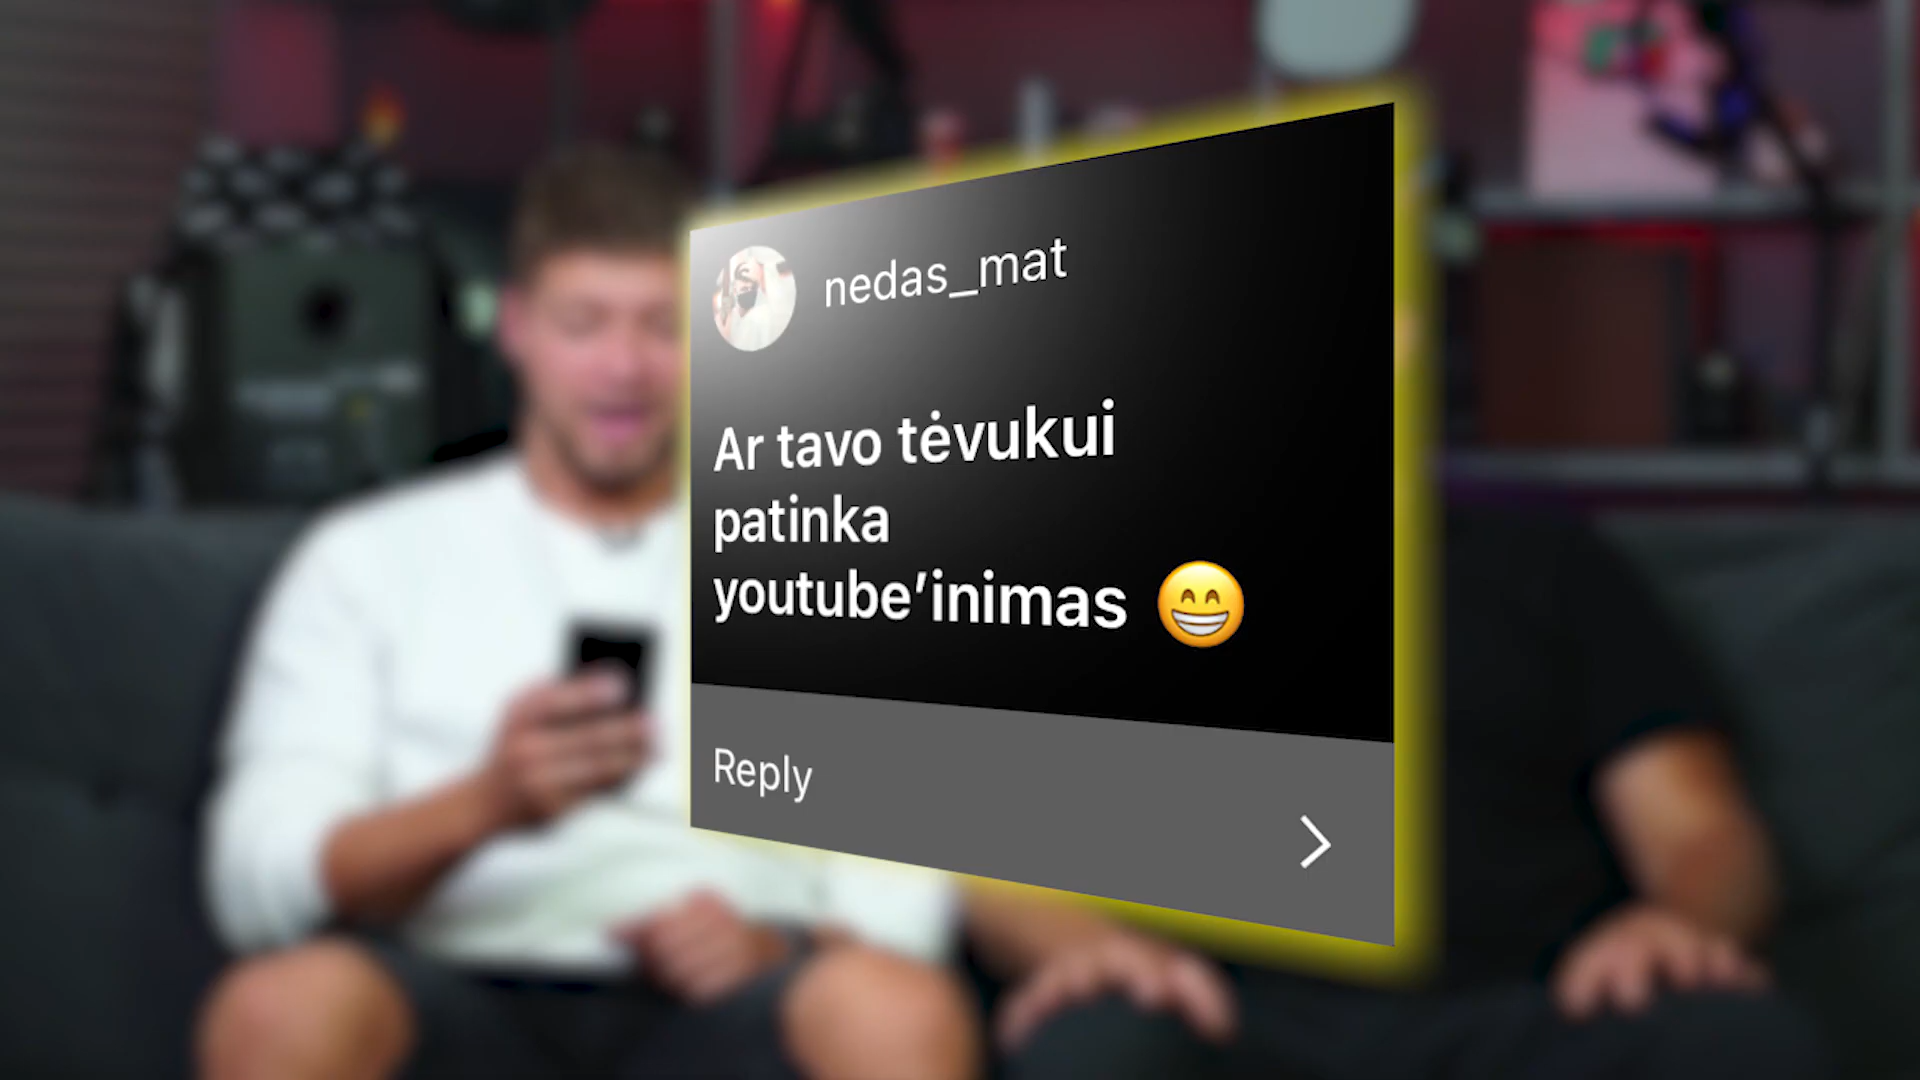 nedas_mat
Ar tavo tėvukui
patinka
youtube’inimas 😁
Reply